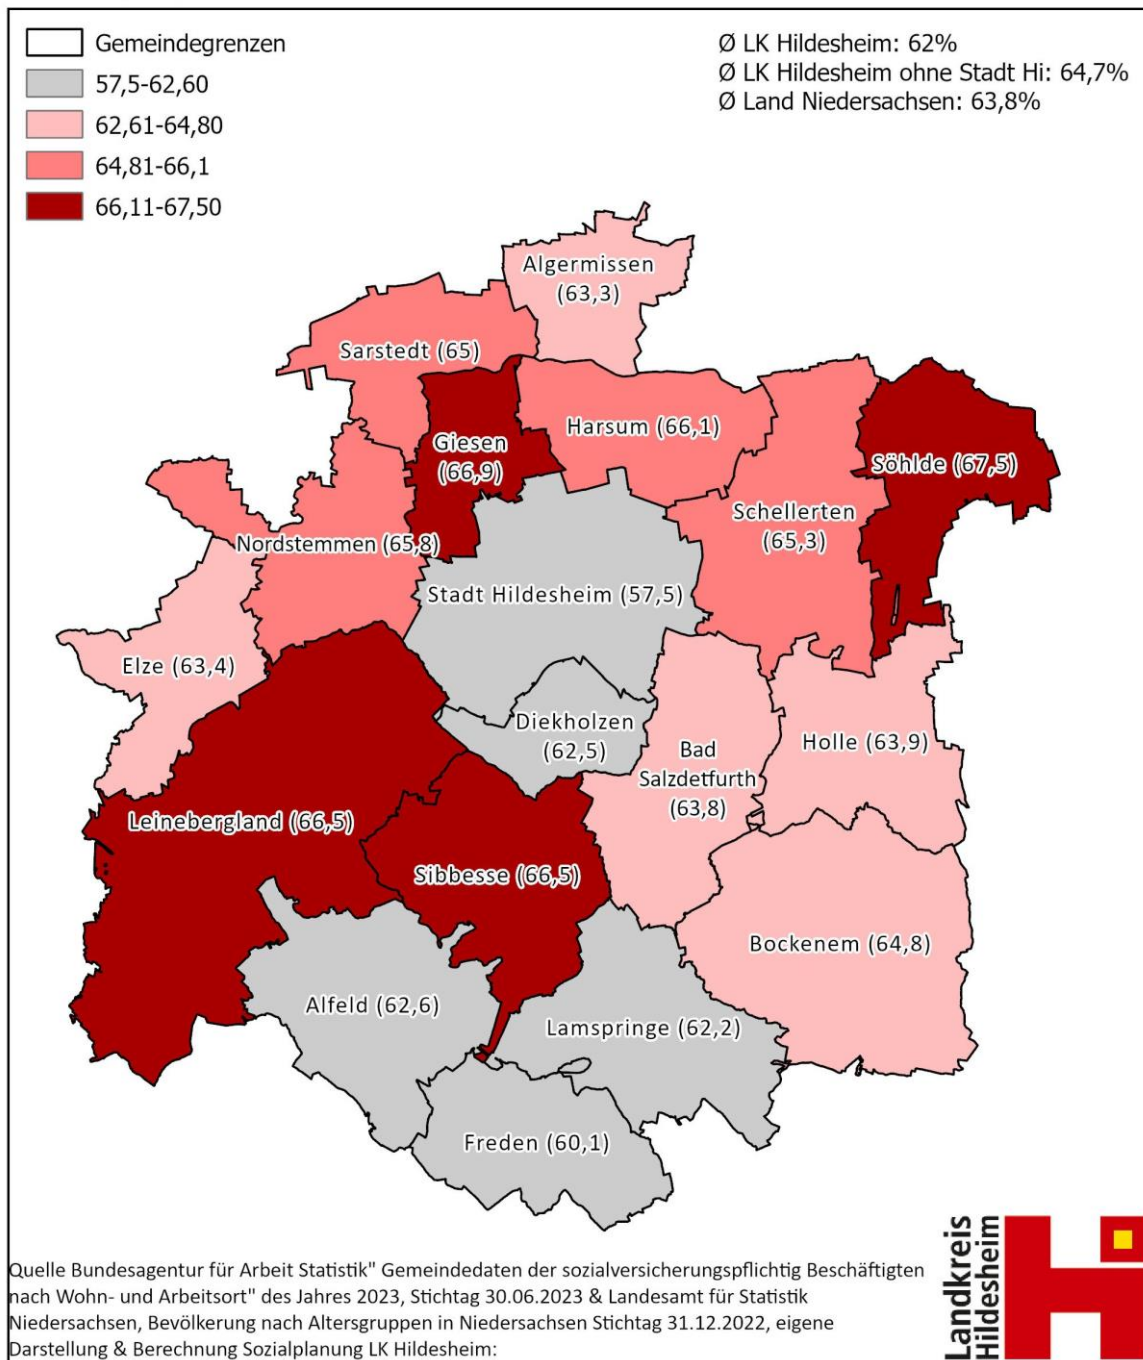 Gemeindegrenzen
57,5-62,60
62,61-64,80
64,81-66,1
66,11-67,50
Ø LK Hildesheim: 62%
Ø LK Hildesheim ohne Stadt Hi: 64,7%
Ø Land Niedersachsen: 63,8%
Algermissen
(63,3)
Sarstedt (65)
Giesen
(66,9)
Harsum (66,1)
Söhlde (67,5)
Schellerten
(65,3)
Nordstemmen (65,8)
Stadt Hildesheim (57,5)
Elze (63,4)
Diekholzen
(62,5)
Bad
Salzdetfurth
(63,8)
Holle (63,9)
Leinebergland (66,5)
Sibbesse (66,5)
Bockenem (64,8)
Alfeld (62,6)
Lamspringe (62,2)
Freden (60,1)
Quelle Bundesagentur für Arbeit Statistik" Gemeindedaten der sozialversicherungspflichtig Beschäftigten
nach Wohn- und Arbeitsort" des Jahres 2023, Stichtag 30.06.2023 & Landesamt für Statistik
Niedersachsen, Bevölkerung nach Altersgruppen in Niedersachsen Stichtag 31.12.2022, eigene
Darstellung & Berechnung Sozialplanung LK Hildesheim:
Landkreis
Hildesheim